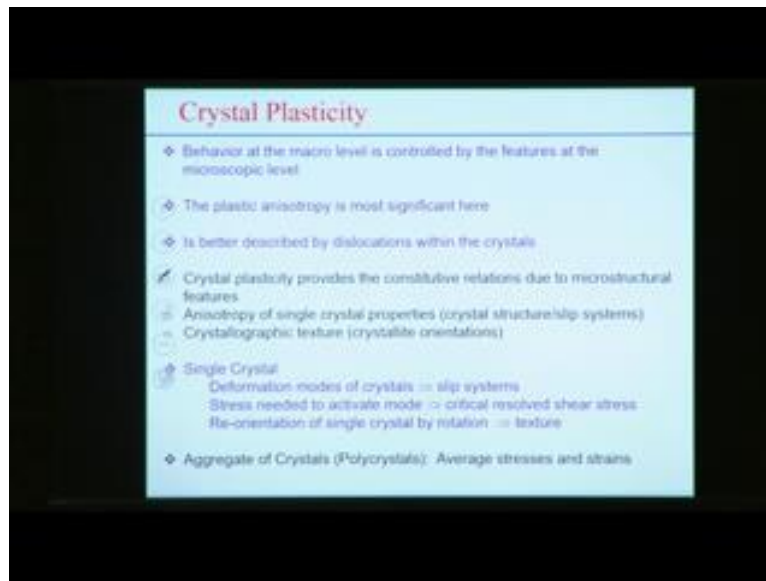 Crystal Plasticity
❖ Behavior at the macro level is controlled by the features at the
microscopic level
❖ The plastic anisotropy is most significant here
❖ Is better described by dislocations within the crystals
Crystal plasticity provides the constitutive relations due to microstructural
features
Anisotropy of single crystal properties (crystal structure/slip systems)
Crystallographic texture (crystallite orientations)
❖ Single Crystal
Deformation modes of crystals ⇒ slip systems
Stress needed to activate mode ⇒ critical resolved shear stress
Re-orientation of single crystal by rotation ⇒ texture
❖ Aggregate of Crystals (Polycrystals): Average stresses and strains